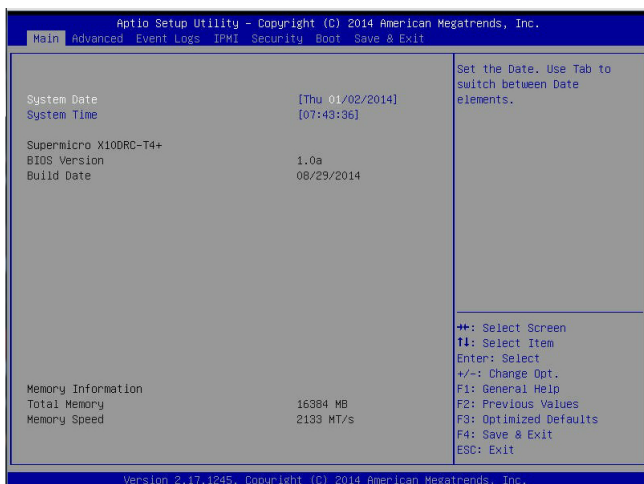 Aptio Setup Utility – Copyright (C) 2014 American Megatrends, Inc.
Main Advanced Event Logs IPMI Security Boot Save & Exit
System Date [Thu 01/02/2014]
System Time [07:43:36]
Supermicro X10DRC-T4+
BIOS Version 1.0a
Build Date 08/29/2014
Memory Information
Total Memory 16384 MB
Memory Speed 2133 MT/s
Set the Date. Use Tab to
switch between Date
elements.
→←: Select Screen
↑↓: Select Item
Enter: Select
+/-: Change Opt.
F1: General Help
F2: Previous Values
F3: Optimized Defaults
F4: Save & Exit
ESC: Exit
Version 2.17.1245. Copyright (C) 2014 American Megatrends, Inc.